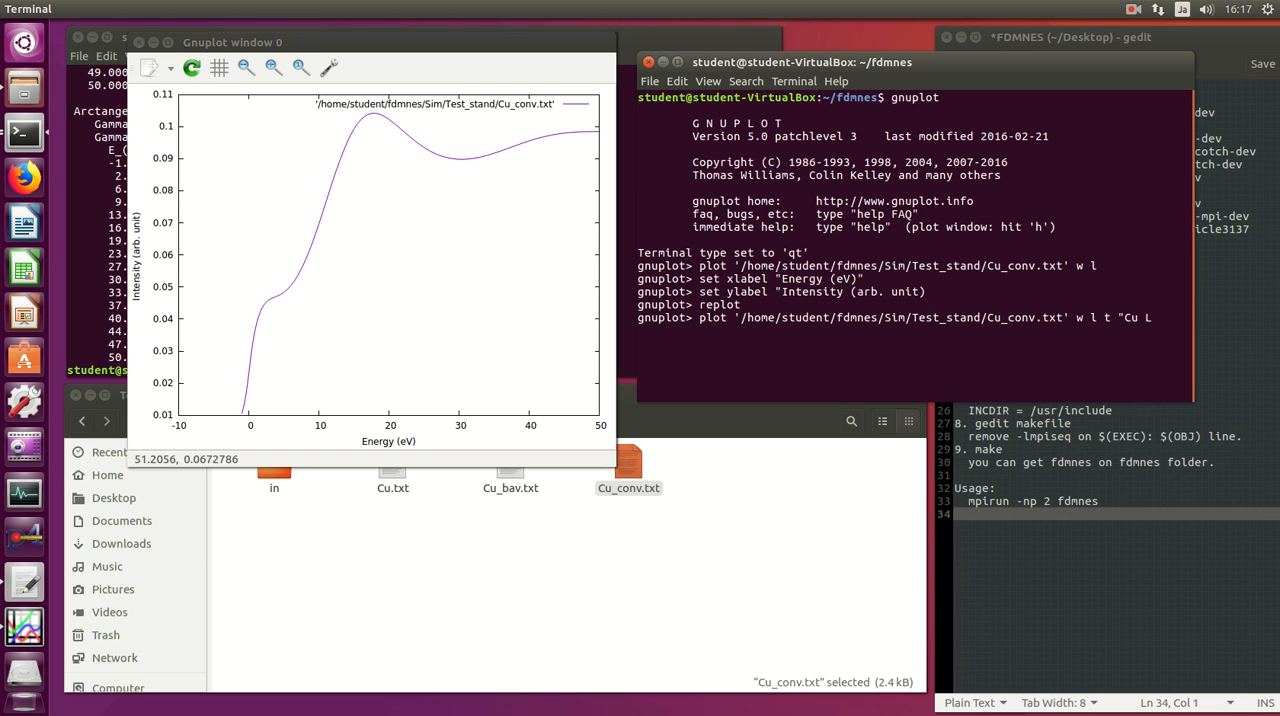 Terminal
Ja
16:17
File Edit
49.000
50.000
Arctange
Gamma
Gam
GE_(
-1.
2.
6.
9.
13.
16.
19.
23.
27.
30.
33.
37.
40.
44.
47.
50.
student@s
Gnuplot window 0
'/home/student/fdmnes/Sim/Test_stand/Cu_conv.txt'
0.11
0.1
0.09
0.08
0.07
0.06
0.05
0.04
0.03
0.02
0.01
Intensity (arb. unit)
-10 0 10 20 30 40 50
Energy (eV)
51.2056, 0.0672786
student@student-VirtualBox: ~/fdmnes
File Edit View Search Terminal Help
student@student-VirtualBox:~/fdmnes$ gnuplot
G N U P L O T
Version 5.0 patchlevel 3 last modified 2016-02-21
Copyright (C) 1986-1993, 1998, 2004, 2007-2016
Thomas Williams, Colin Kelley and many others
gnuplot home: http://www.gnuplot.info
faq, bugs, etc: type "help FAQ"
immediate help: type "help" (plot window: hit 'h')
Terminal type set to 'qt'
gnuplot> plot '/home/student/fdmnes/Sim/Test_stand/Cu_conv.txt' w l
gnuplot> set xlabel "Energy (eV)"
gnuplot> set ylabel "Intensity (arb. unit)
gnuplot> replot
gnuplot> plot '/home/student/fdmnes/Sim/Test_stand/Cu_conv.txt' w l t "Cu L
*FDMNES (~/Desktop) - gedit
Save
dev
-dev
cotch-dev
tch-dev
v
v
-mpi-dev
icle3137
26 INCDIR = /usr/include
27 8. gedit makefile
28 remove -lmpiseq on $(EXEC): $(OBJ) line.
29 9. make
30 you can get fdmnes on fdmnes folder.
31
32 Usage:
33 mpirun -np 2 fdmnes
34
Plain Text Tab Width: 8 Ln 34, Col 1 INS
Recent
Home
Desktop
Documents
Downloads
Music
Pictures
Videos
Trash
Network
Computer
in
Cu.txt
Cu_bav.txt
Cu_conv.txt
"Cu_conv.txt" selected (2.4 kB)